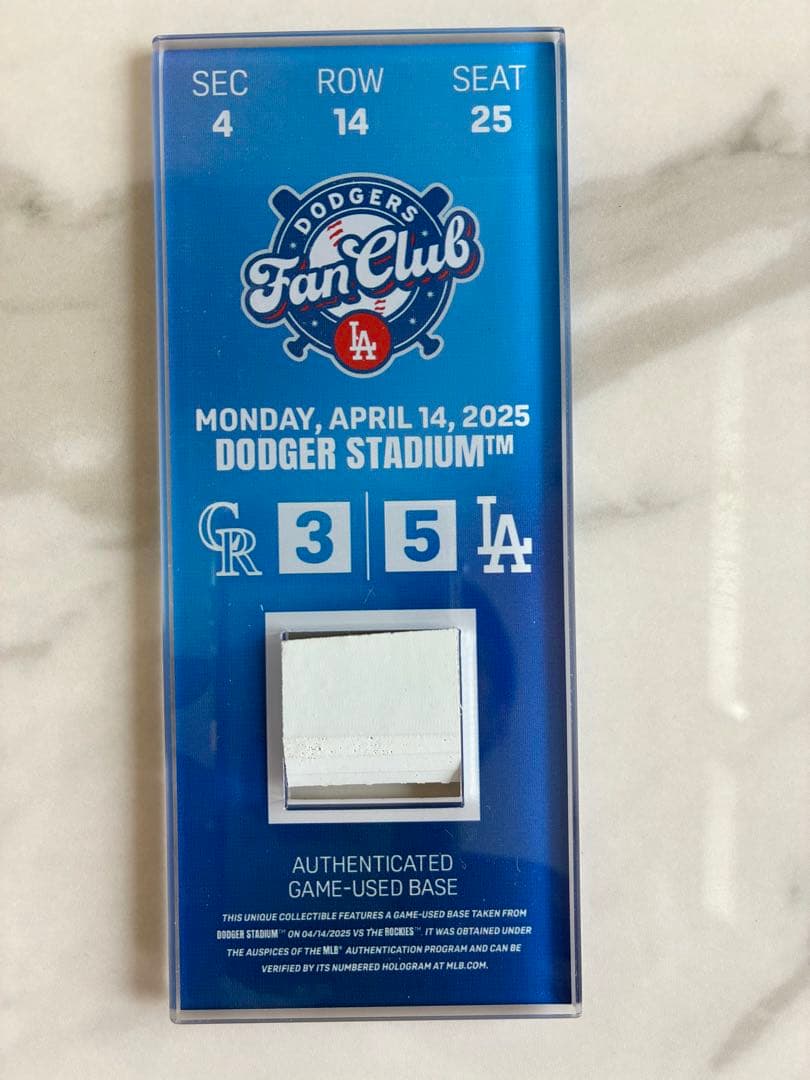 SEC ROW SEAT
4 14 25
DODGERS
Fan Club
LA
MONDAY, APRIL 14, 2025
DODGER STADIUM™
CR 3 5 LA
AUTHENTICATED
GAME-USED BASE
THIS UNIQUE COLLECTIBLE FEATURES A GAME-USED BASE TAKEN FROM
DODGER STADIUM™ ON 04/14/2025 VS THE ROCKIES™. IT WAS OBTAINED UNDER
THE AUSPICES OF THE MLB® AUTHENTICATION PROGRAM AND CAN BE
VERIFIED BY ITS NUMBERED HOLOGRAM AT MLB.COM.